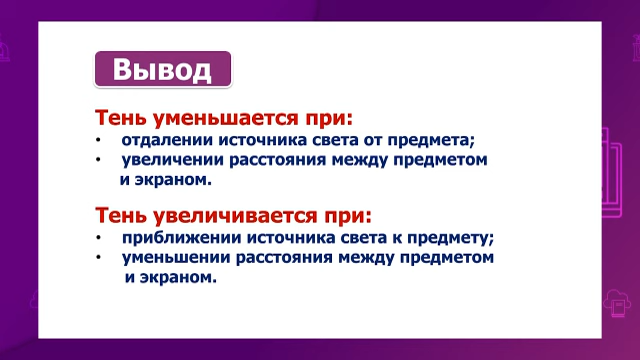 Вывод
Тень уменьшается при:
• отдалении источника света от предмета;
• увеличении расстояния между предметом
и экраном.
Тень увеличивается при:
• приближении источника света к предмету;
• уменьшении расстояния между предметом
и экраном.